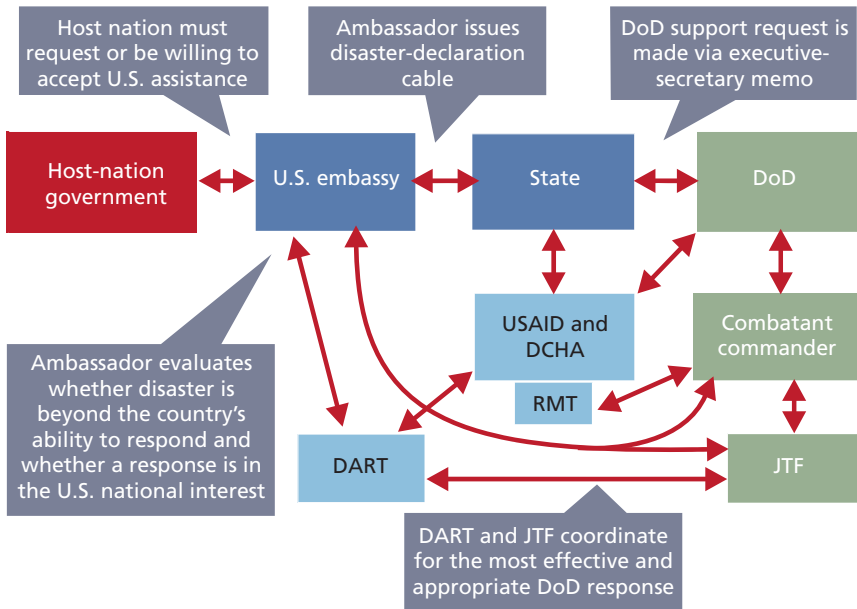 Host nation must
request or be willing to
accept U.S. assistance
Ambassador issues
disaster-declaration
cable
DoD support request is
made via executive-
secretary memo
Host-nation
government
U.S. embassy
State
DoD
USAID and
DCHA
Combatant
commander
RMT
Ambassador evaluates
whether disaster is
beyond the country’s
ability to respond and
whether a response is in
the U.S. national interest
DART
JTF
DART and JTF coordinate
for the most effective and
appropriate DoD response